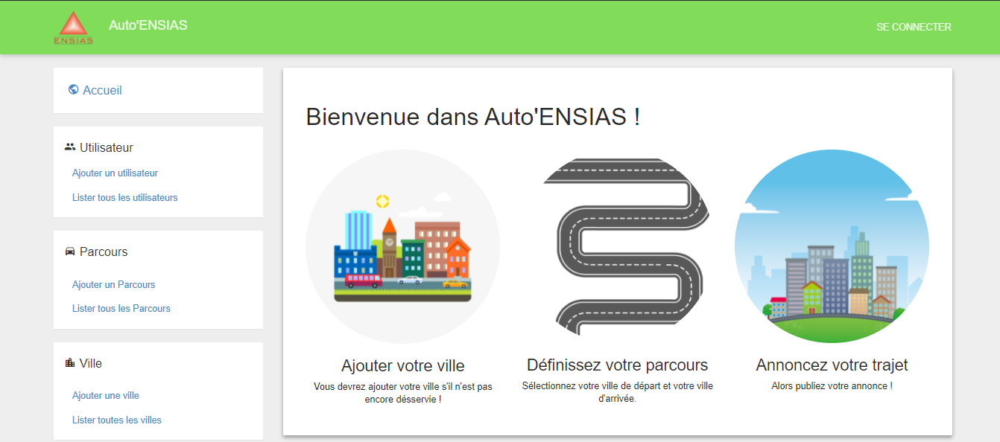 ENSIAS
Auto'ENSIAS
SE CONNECTER
Accueil
Utilisateur
Ajouter un utilisateur
Lister tous les utilisateurs
Parcours
Ajouter un Parcours
Lister tous les Parcours
Ville
Ajouter une ville
Lister toutes les villes
Bienvenue dans Auto'ENSIAS !
Ajouter votre ville
Vous devrez ajouter votre ville s'il n'est pas
encore désservie !
Définissez votre parcours
Sélectionnez votre ville de départ et votre ville
d'arrivée.
Annoncez votre trajet
Alors publiez votre annonce !